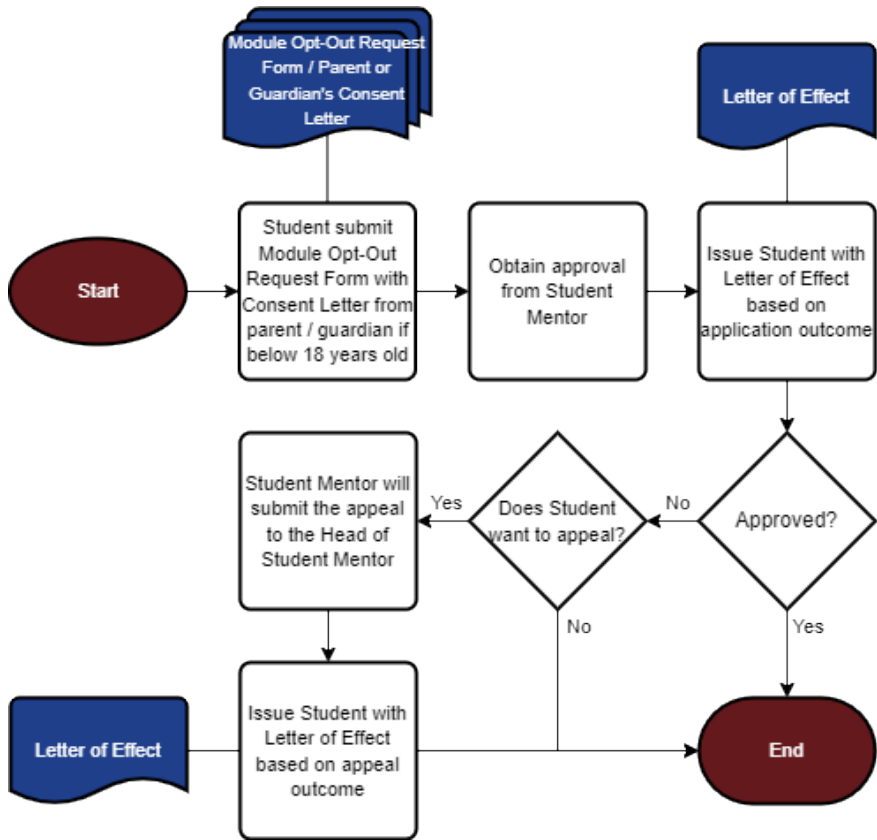 Module Opt-Out Request
Form / Parent or
Guardian's Consent
Letter
Letter of Effect
Start
Student submit
Module Opt-Out
Request Form with
Consent Letter from
parent / guardian if
below 18 years old
Obtain approval
from Student
Mentor
Issue Student with
Letter of Effect
based on
application outcome
Approved?
No
Yes
Does Student
want to appeal?
Yes
No
Student Mentor will
submit the appeal
to the Head of
Student Mentor
Issue Student with
Letter of Effect
based on appeal
outcome
Letter of Effect
End